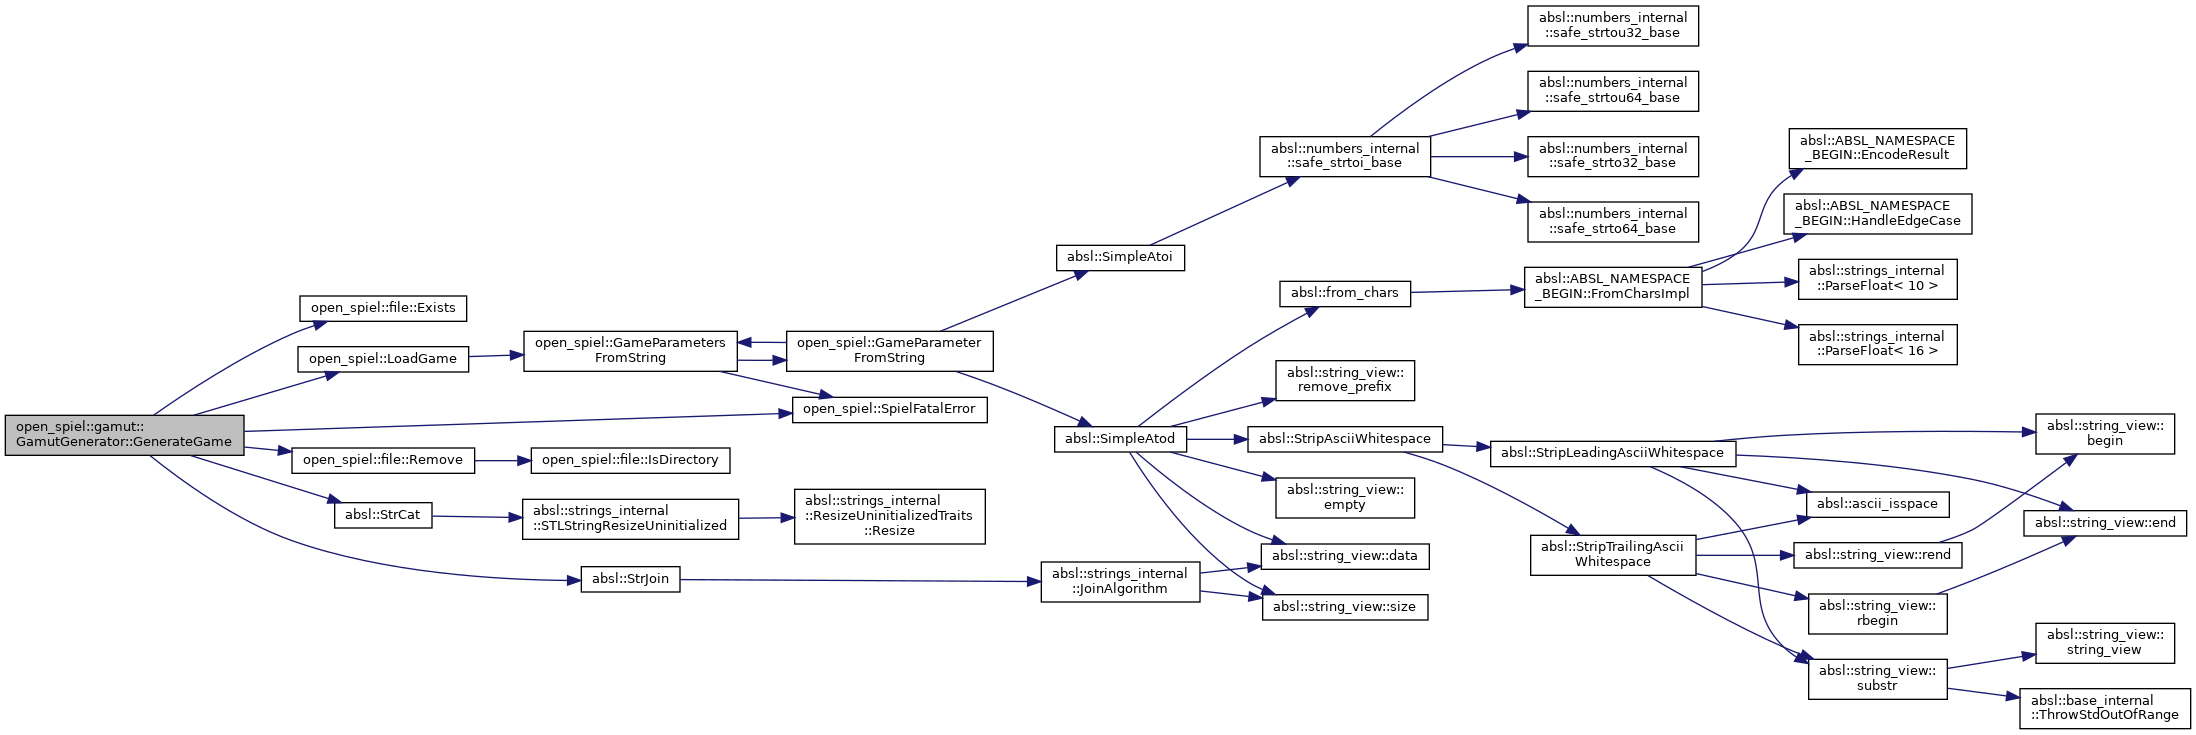 open_spiel::gamut::
GamutGenerator::GenerateGame
open_spiel::file::Exists
open_spiel::LoadGame
open_spiel::file::Remove
absl::StrCat
absl::StrJoin
open_spiel::GameParameters
FromString
open_spiel::file::IsDirectory
absl::strings_internal
::STLStringResizeUninitialized
open_spiel::GameParameter
FromString
open_spiel::SpielFatalError
absl::strings_internal
::ResizeUninitializedTraits
::Resize
absl::SimpleAtoi
absl::SimpleAtod
absl::strings_internal
::JoinAlgorithm
absl::numbers_internal
::safe_strtoi_base
absl::from_chars
absl::string_view::
remove_prefix
absl::StripAsciiWhitespace
absl::string_view::
empty
absl::string_view::data
absl::string_view::size
absl::numbers_internal
::safe_strtou32_base
absl::numbers_internal
::safe_strtou64_base
absl::numbers_internal
::safe_strto32_base
absl::numbers_internal
::safe_strto64_base
absl::ABSL_NAMESPACE
_BEGIN::FromCharsImpl
absl::StripLeadingAsciiWhitespace
absl::StripTrailingAscii
Whitespace
absl::ABSL_NAMESPACE
_BEGIN::EncodeResult
absl::ABSL_NAMESPACE
_BEGIN::HandleEdgeCase
absl::strings_internal
::ParseFloat< 10 >
absl::strings_internal
::ParseFloat< 16 >
absl::ascii_isspace
absl::string_view::rend
absl::string_view::
rbegin
absl::string_view::
substr
absl::string_view::
begin
absl::string_view::end
absl::string_view::
string_view
absl::base_internal
::ThrowStdOutOfRange